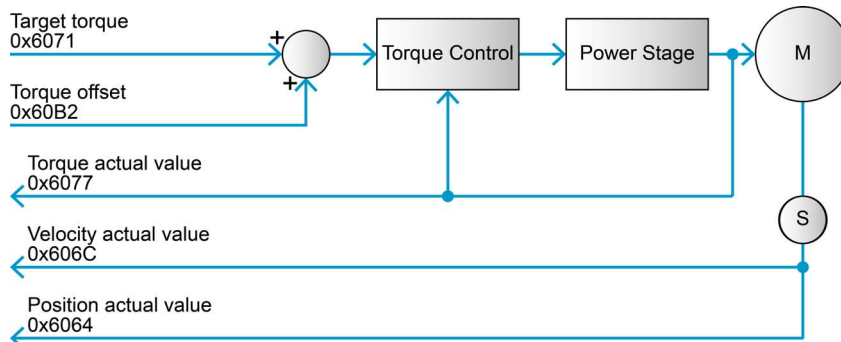 Target torque
0x6071
+
Torque Control
Power Stage
M
+
Torque offset
0x60B2
Torque actual value
0x6077
S
Velocity actual value
0x606C
Position actual value
0x6064